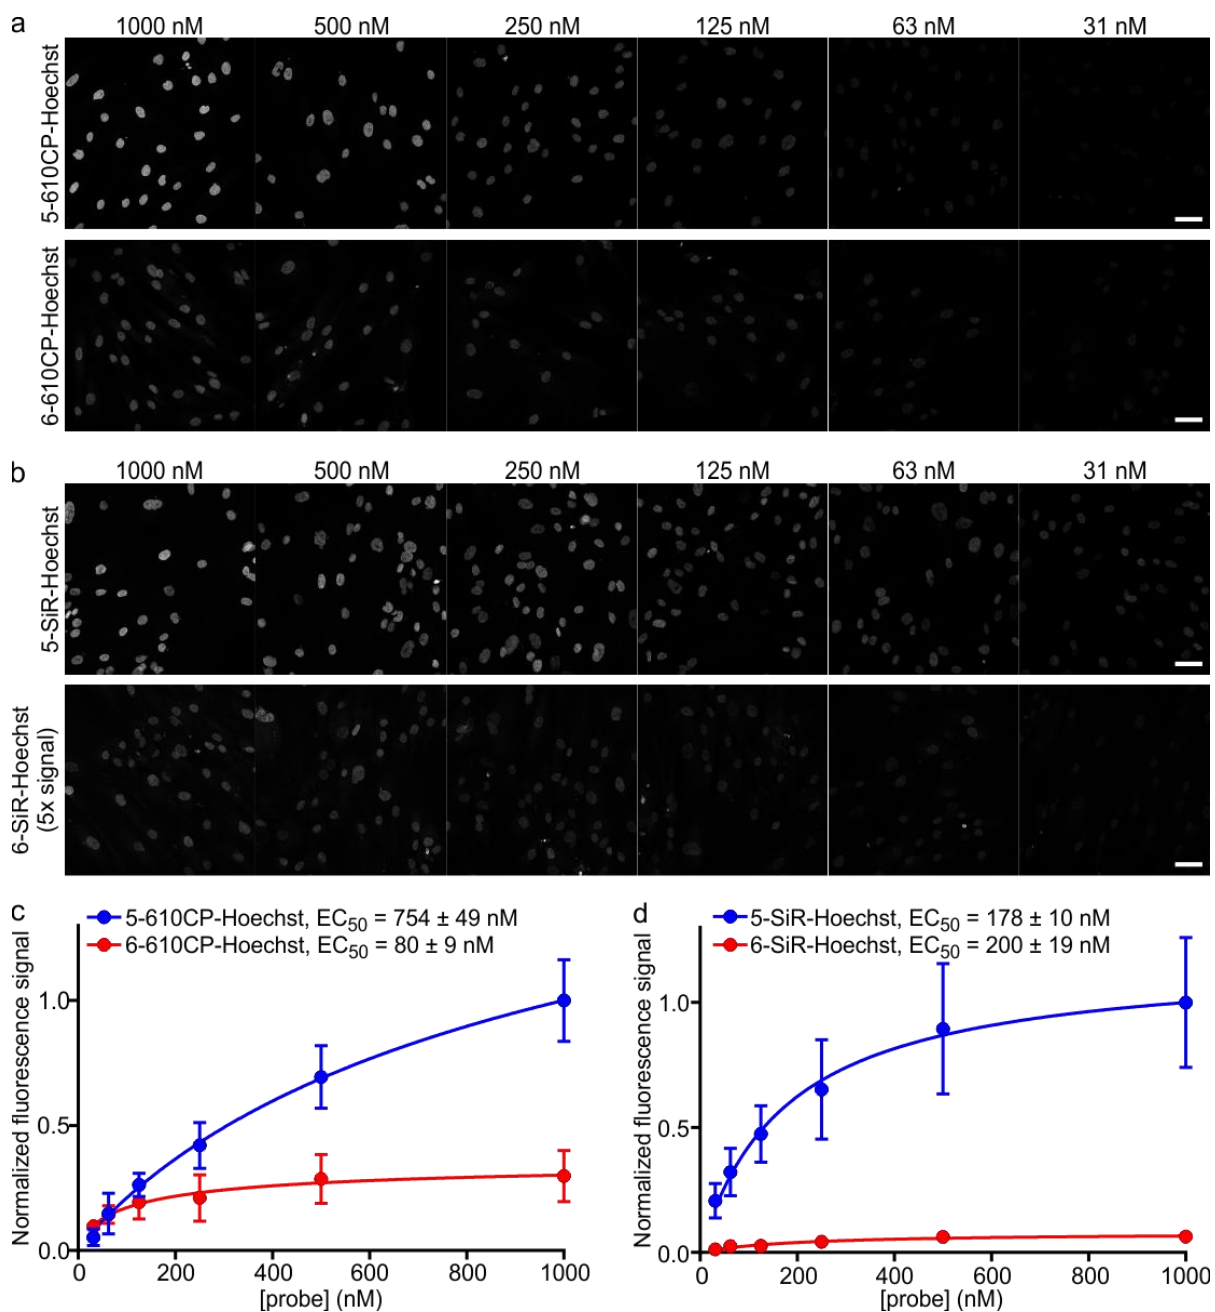 a
1000 nM 500 nM 250 nM 125 nM 63 nM 31 nM
5-610CP-Hoechst
6-610CP-Hoechst
b
1000 nM 500 nM 250 nM 125 nM 63 nM 31 nM
5-SiR-Hoechst
6-SiR-Hoechst
(5x signal)
c
5-610CP-Hoechst, EC50 = 754 ± 49 nM
6-610CP-Hoechst, EC50 = 80 ± 9 nM
Normalized fluorescence signal
1.0
0.5
0.0
0 200 400 600 800 1000
[probe] (nM)
d
5-SiR-Hoechst, EC50 = 178 ± 10 nM
6-SiR-Hoechst, EC50 = 200 ± 19 nM
Normalized fluorescence signal
1.0
0.5
0.0
0 200 400 600 800 1000
[probe] (nM)